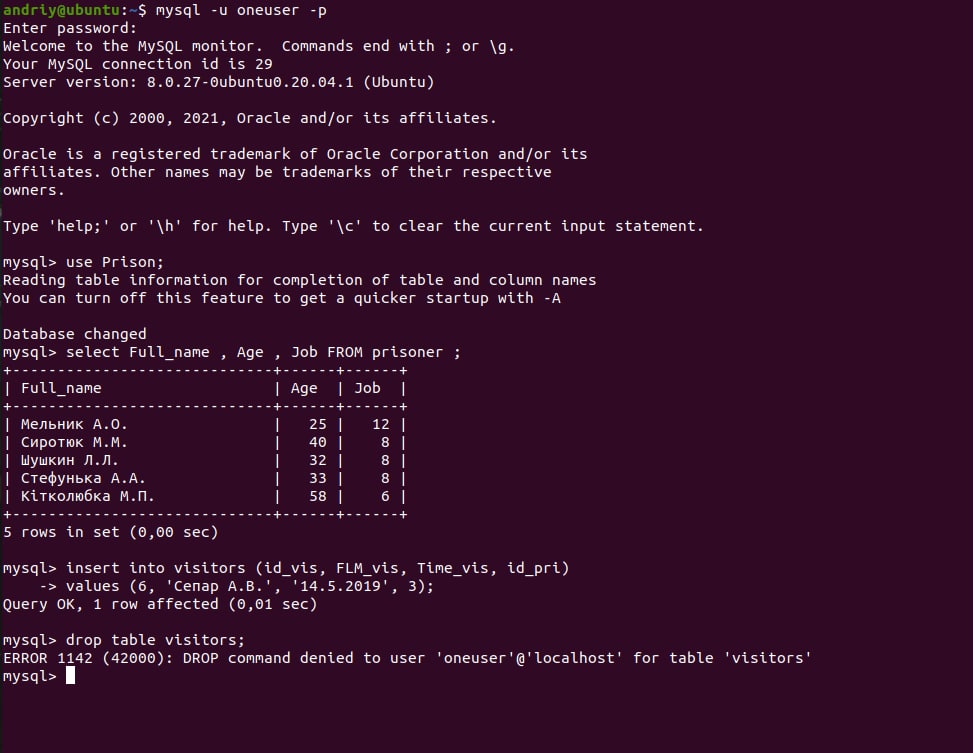 andriy@ubuntu:~$ mysql -u oneuser -p
Enter password:
Welcome to the MySQL monitor.  Commands end with ; or \g.
Your MySQL connection id is 29
Server version: 8.0.27-0ubuntu0.20.04.1 (Ubuntu)

Copyright (c) 2000, 2021, Oracle and/or its affiliates.

Oracle is a registered trademark of Oracle Corporation and/or its
affiliates. Other names may be trademarks of their respective
owners.

Type 'help;' or '\h' for help. Type '\c' to clear the current input statement.

mysql> use Prison;
Reading table information for completion of table and column names
You can turn off this feature to get a quicker startup with -A

Database changed
mysql> select Full_name , Age , Job FROM prisoner ;
+-----------------------------+------+------+
| Full_name                   | Age  | Job  |
+-----------------------------+------+------+
| Мельник А.О.                |   25 |   12 |
| Сиротюк М.М.                |   40 |    8 |
| Шушкин Л.Л.                 |   32 |    8 |
| Стефунька А.А.              |   33 |    8 |
| Кітколюбка М.П.             |   58 |    6 |
+-----------------------------+------+------+
5 rows in set (0,00 sec)

mysql> insert into visitors (id_vis, FLM_vis, Time_vis, id_pri)
    -> values (6, 'Сепар А.В.', '14.5.2019', 3);
Query OK, 1 row affected (0,01 sec)

mysql> drop table visitors;
ERROR 1142 (42000): DROP command denied to user 'oneuser'@'localhost' for table 'visitors'
mysql>